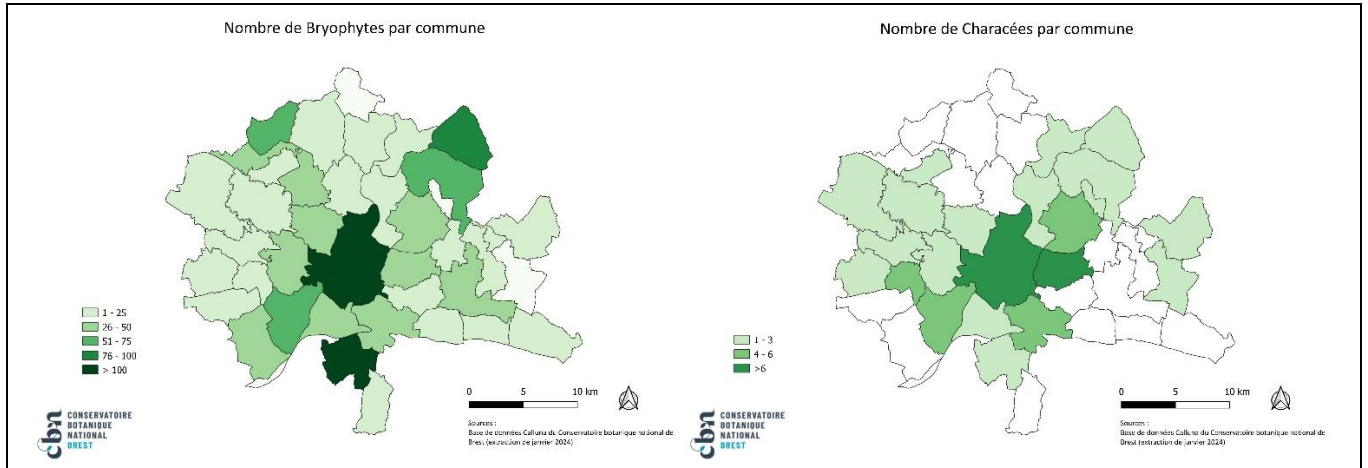 Nombre de Bryophytes par commune
1 - 25
26 - 50
51 - 75
76 - 100
> 100
0 5 10 km
Sources :
Base de données Calluna du Conservatoire botanique national de
Brest (extraction de janvier 2024)
cbn
CONSERVATOIRE
BOTANIQUE
NATIONAL
BREST
Nombre de Characées par commune
1 - 3
4 - 6
>6
0 5 10 km
Sources :
Base de données Calluna du Conservatoire botanique national de
Brest (extraction de janvier 2024)
cbn
CONSERVATOIRE
BOTANIQUE
NATIONAL
BREST